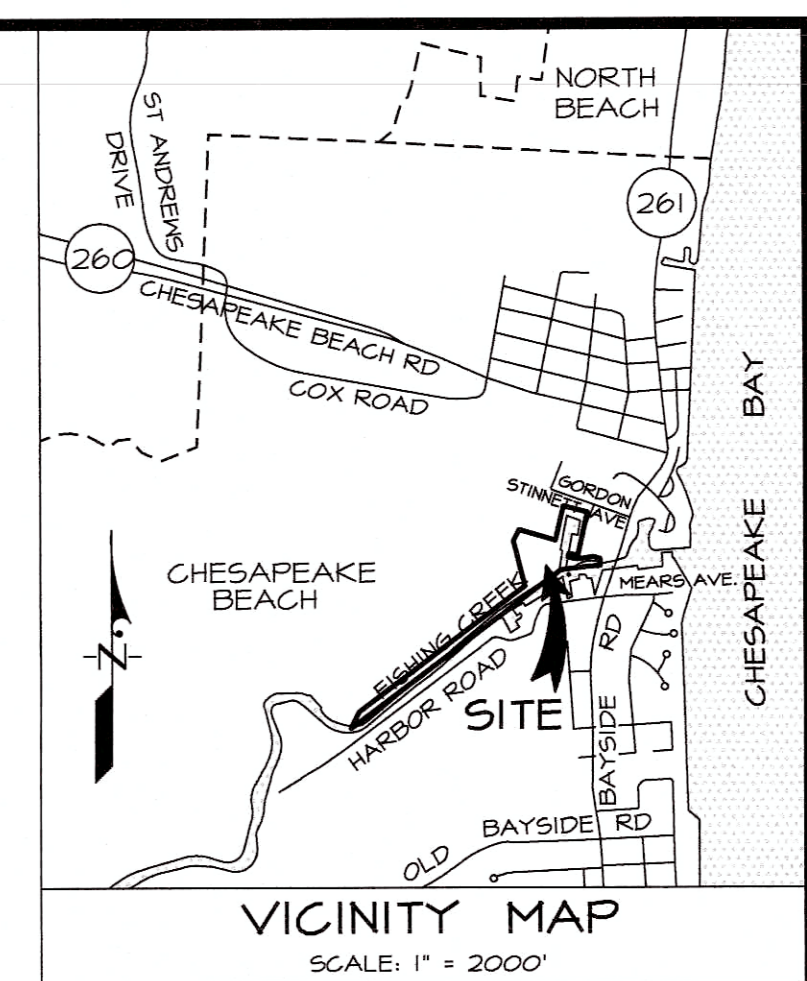 NORTH
BEACH
ST ANDREWS
DRIVE
261
260
CHESAPEAKE BEACH RD
COX ROAD
CHESAPEAKE BAY
GORDON
STINNETT AVE
CHESAPEAKE
BEACH
MEARS AVE.
FISHING CREEK
HARBOR ROAD
SITE
N
BAYSIDE RD
OLD BAYSIDE RD
VICINITY MAP
SCALE: 1" = 2000'